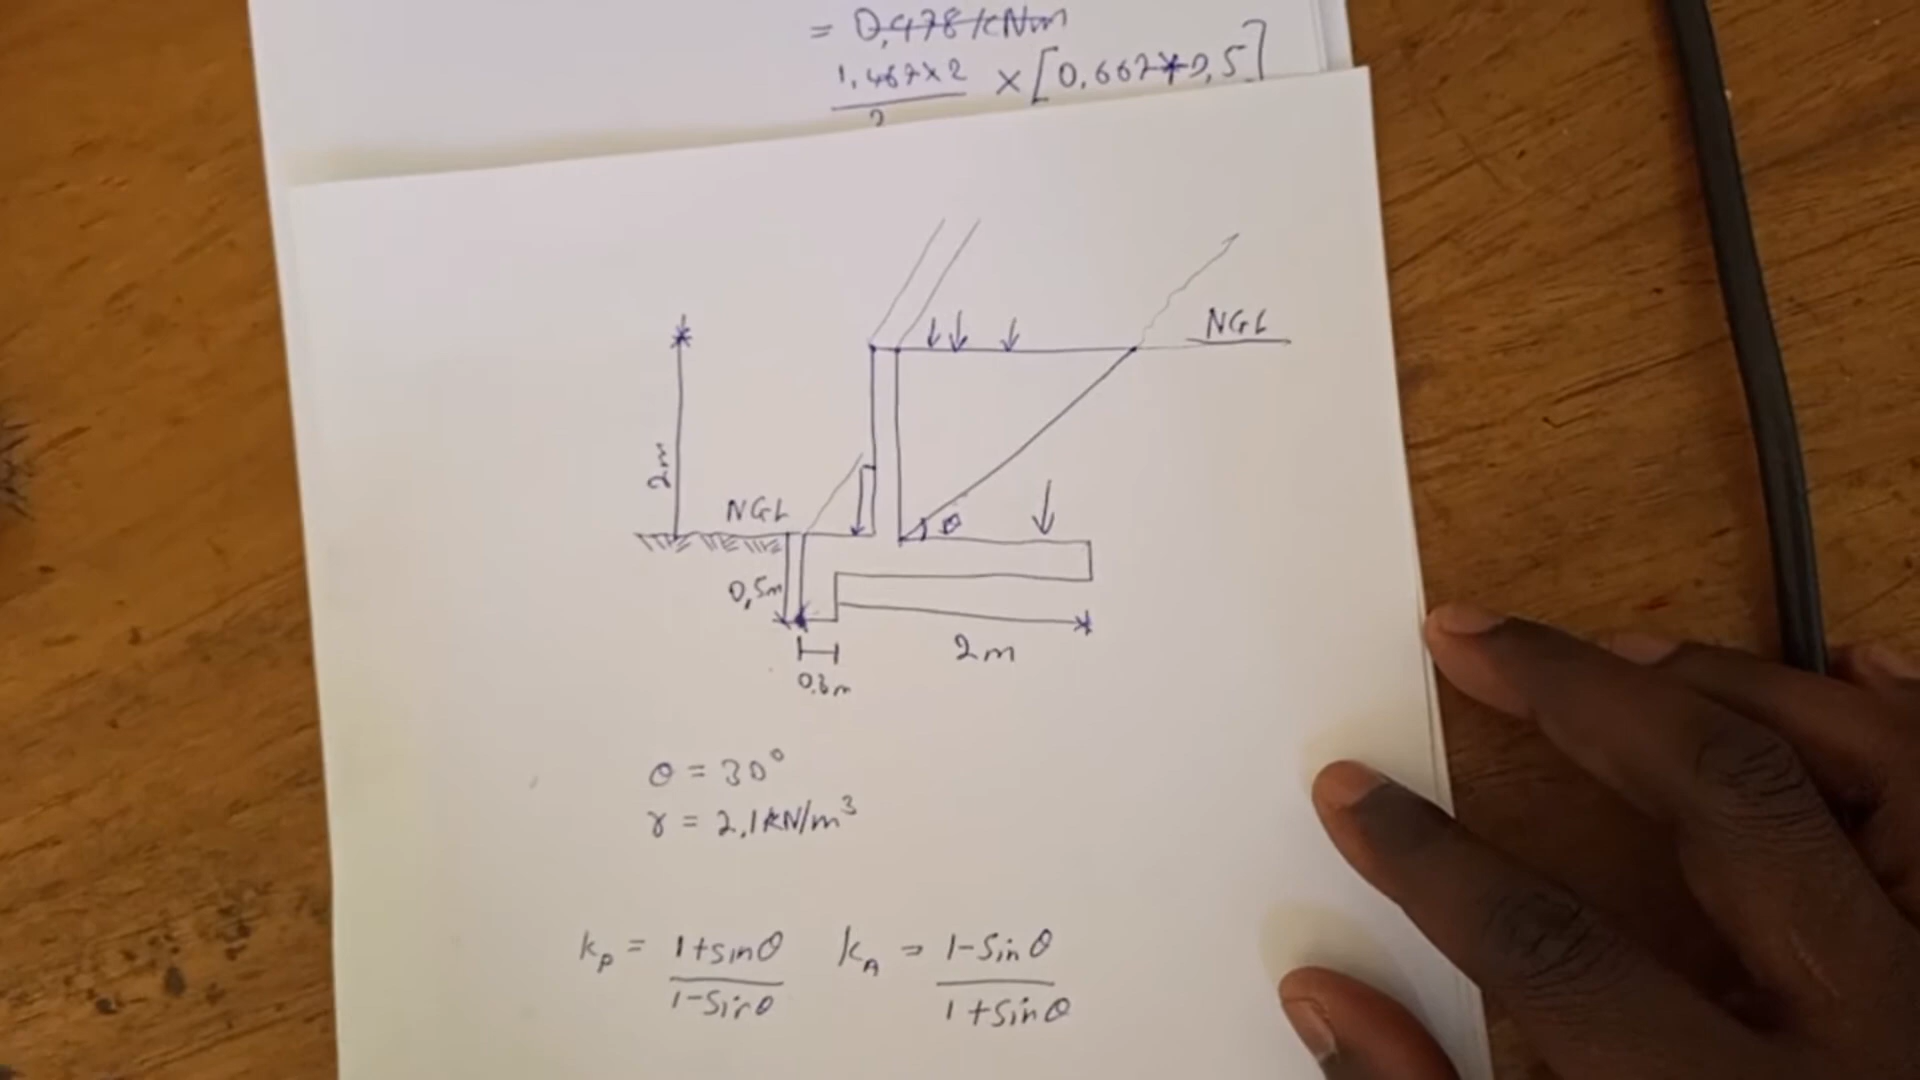 = 0,478 kNm
1,467×2 × [0,667*0,5]
2
NGL
2m
NGL
θ
0,5m
2m
0.3m
θ = 30°
γ = 2,1kN/m³
kp = 1+sinθ kA = 1-sinθ
1-sinθ 1+sinθ